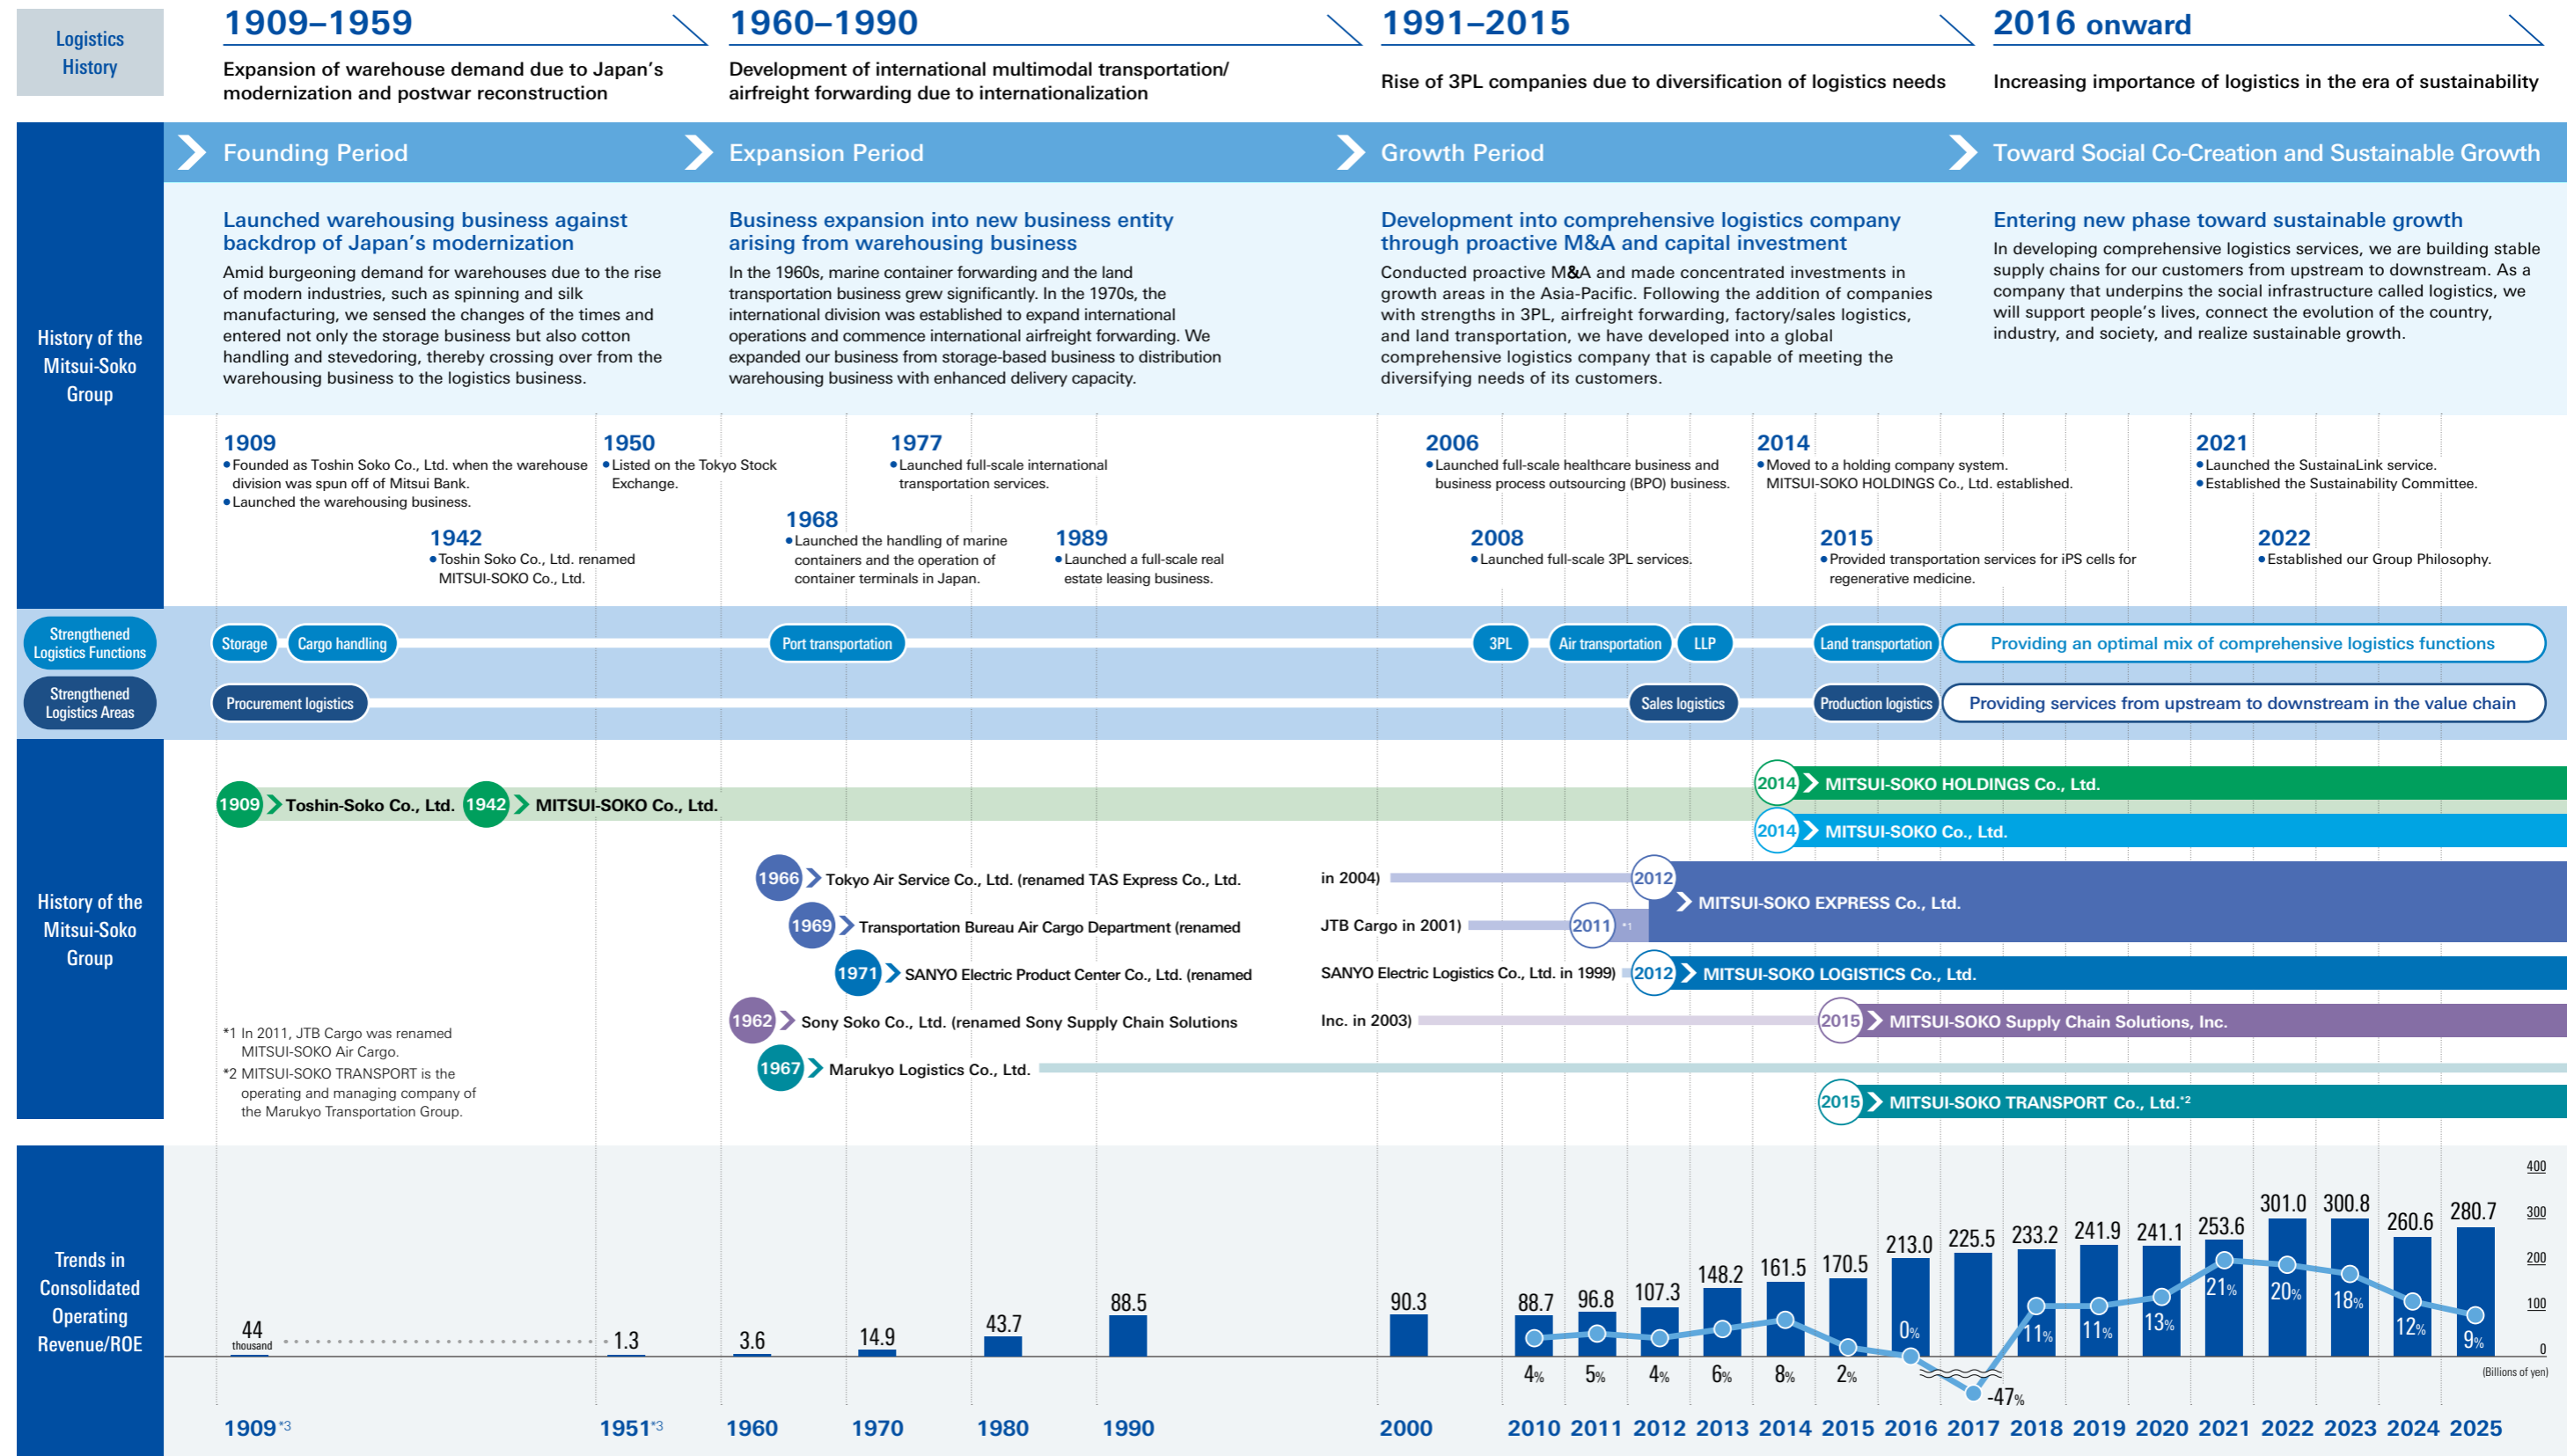 Logistics
History
1909–1959
Expansion of warehouse demand due to Japan's
modernization and postwar reconstruction
1960–1990
Development of international multimodal transportation/
airfreight forwarding due to internationalization
1991–2015
Rise of 3PL companies due to diversification of logistics needs
2016 onward
Increasing importance of logistics in the era of sustainability
History of the
Mitsui-Soko
Group
Founding Period
Expansion Period
Growth Period
Toward Social Co-Creation and Sustainable Growth
Launched warehousing business against
backdrop of Japan's modernization
Amid burgeoning demand for warehouses due to the rise
of modern industries, such as spinning and silk
manufacturing, we sensed the changes of the times and
entered not only the storage business but also cotton
handling and stevedoring, thereby crossing over from the
warehousing business to the logistics business.
Business expansion into new business entity
arising from warehousing business
In the 1960s, marine container forwarding and the land
transportation business grew significantly. In the 1970s, the
international division was established to expand international
operations and commence international airfreight forwarding. We
expanded our business from storage-based business to distribution
warehousing business with enhanced delivery capacity.
Development into comprehensive logistics company
through proactive M&A and capital investment
Conducted proactive M&A and made concentrated investments in
growth areas in the Asia-Pacific. Following the addition of companies
with strengths in 3PL, airfreight forwarding, factory/sales logistics,
and land transportation, we have developed into a global
comprehensive logistics company that is capable of meeting the
diversifying needs of its customers.
Entering new phase toward sustainable growth
In developing comprehensive logistics services, we are building stable
supply chains for our customers from upstream to downstream. As a
company that underpins the social infrastructure called logistics, we
will support people's lives, connect the evolution of the country,
industry, and society, and realize sustainable growth.
1909
•Founded as Toshin Soko Co., Ltd. when the warehouse
division was spun off of Mitsui Bank.
•Launched the warehousing business.
1942
•Toshin Soko Co., Ltd. renamed
MITSUI-SOKO Co., Ltd.
1950
•Listed on the Tokyo Stock
Exchange.
1968
•Launched the handling of marine
containers and the operation of
container terminals in Japan.
1977
•Launched full-scale international
transportation services.
1989
•Launched a full-scale real
estate leasing business.
2006
•Launched full-scale healthcare business and
business process outsourcing (BPO) business.
2008
•Launched full-scale 3PL services.
2014
•Moved to a holding company system.
MITSUI-SOKO HOLDINGS Co., Ltd. established.
2015
•Provided transportation services for iPS cells for
regenerative medicine.
2021
•Launched the SustainaLink service.
•Established the Sustainability Committee.
2022
•Established our Group Philosophy.
Strengthened
Logistics Functions
Storage
Cargo handling
Port transportation
3PL
Air transportation
LLP
Land transportation
Providing an optimal mix of comprehensive logistics functions
Strengthened
Logistics Areas
Procurement logistics
Sales logistics
Production logistics
Providing services from upstream to downstream in the value chain
History of the
Mitsui-Soko
Group
1909 Toshin-Soko Co., Ltd. 1942 MITSUI-SOKO Co., Ltd.
2014 MITSUI-SOKO HOLDINGS Co., Ltd.
2014 MITSUI-SOKO Co., Ltd.
1966 Tokyo Air Service Co., Ltd. (renamed TAS Express Co., Ltd. in 2004) 2012
MITSUI-SOKO EXPRESS Co., Ltd.
1969 Transportation Bureau Air Cargo Department (renamed JTB Cargo in 2001) 2011 *1
1971 SANYO Electric Product Center Co., Ltd. (renamed SANYO Electric Logistics Co., Ltd. in 1999) 2012 MITSUI-SOKO LOGISTICS Co., Ltd.
1962 Sony Soko Co., Ltd. (renamed Sony Supply Chain Solutions Inc. in 2003) 2015 MITSUI-SOKO Supply Chain Solutions, Inc.
1967 Marukyo Logistics Co., Ltd.
2015 MITSUI-SOKO TRANSPORT Co., Ltd.*2
*1 In 2011, JTB Cargo was renamed
MITSUI-SOKO Air Cargo.
*2 MITSUI-SOKO TRANSPORT is the
operating and managing company of
the Marukyo Transportation Group.
Trends in
Consolidated
Operating
Revenue/ROE
44
thousand
1.3
3.6
14.9
43.7
88.5
90.3
88.7
96.8
107.3
148.2
161.5
170.5
213.0
225.5
233.2
241.9
241.1
253.6
301.0
300.8
260.6
280.7
4%
5%
4%
6%
8%
2%
0%
-47%
11%
11%
13%
21%
20%
18%
12%
9%
400
300
200
100
0
(Billions of yen)
1909*3
1951*3
1960
1970
1980
1990
2000
2010
2011
2012
2013
2014
2015
2016
2017
2018
2019
2020
2021
2022
2023
2024
2025